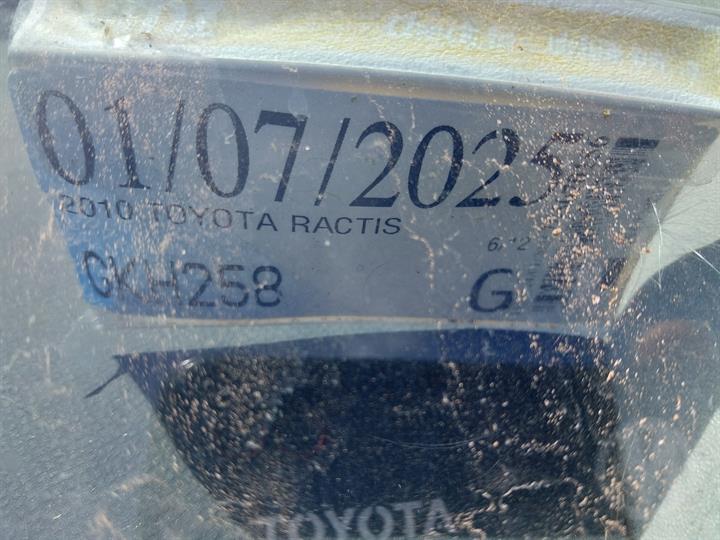 01/07/2025
2010 TOYOTA RACTIS
GKH258
G
TOYOTA